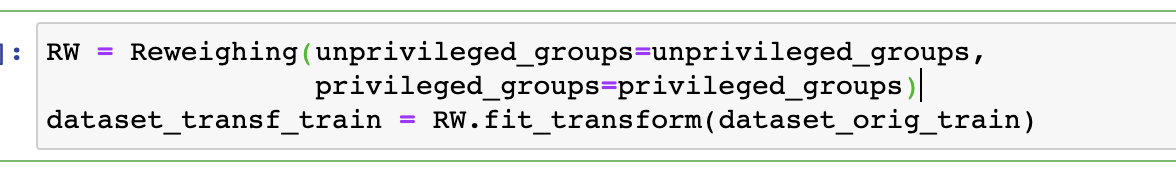 ]:
RW = Reweighing(unprivileged_groups=unprivileged_groups,
                privileged_groups=privileged_groups)
dataset_transf_train = RW.fit_transform(dataset_orig_train)